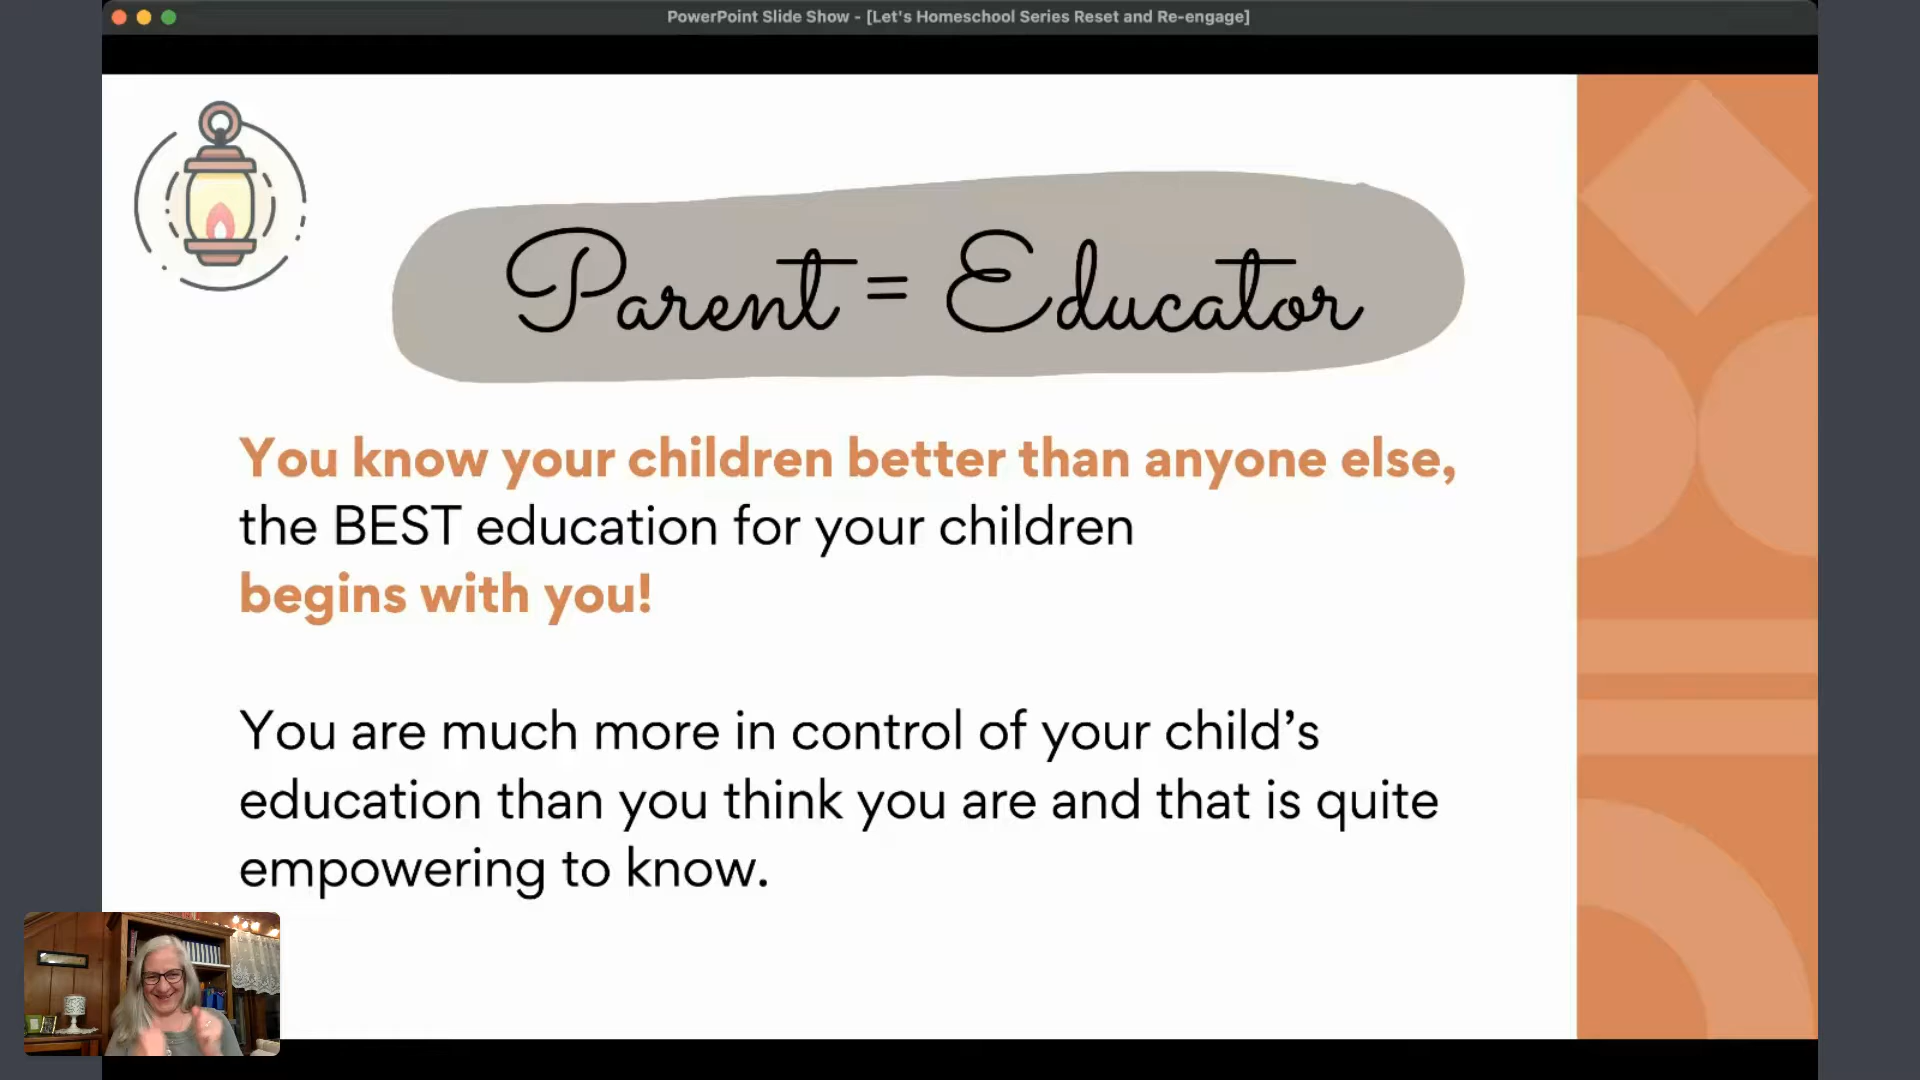 PowerPoint Slide Show - [Let's Homeschool Series Reset and Re-engage]
Parent = Educator
You know your children better than anyone else,
the BEST education for your children
begins with you!
You are much more in control of your child’s
education than you think you are and that is quite
empowering to know.